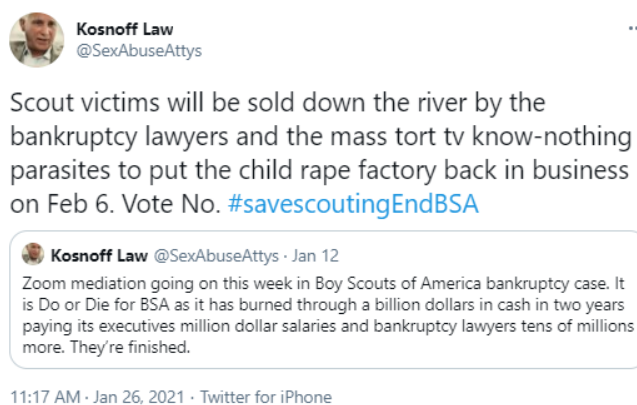 Kosnoff Law
@SexAbuseAttys
Scout victims will be sold down the river by the
bankruptcy lawyers and the mass tort tv know-nothing
parasites to put the child rape factory back in business
on Feb 6. Vote No. #savescoutingEndBSA
Kosnoff Law @SexAbuseAttys · Jan 12
Zoom mediation going on this week in Boy Scouts of America bankruptcy case. It
is Do or Die for BSA as it has burned through a billion dollars in cash in two years
paying its executives million dollar salaries and bankruptcy lawyers tens of millions
more. They're finished.
11:17 AM · Jan 26, 2021 · Twitter for iPhone